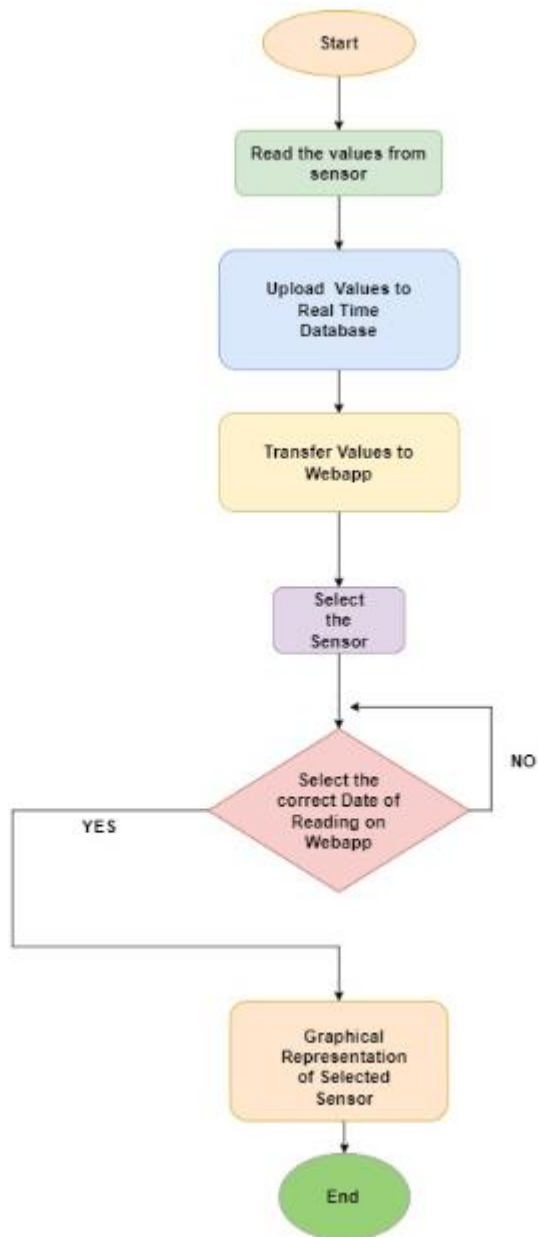 Start
Read the values from
sensor
Upload Values to
Real Time
Database
Transfer Values to
Webapp
Select
the
Sensor
NO
Select the
correct Date of
Reading on
Webapp
YES
Graphical
Representation
of Selected
Sensor
End